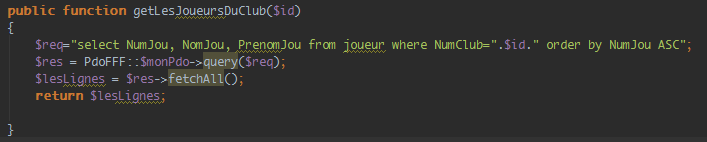 public function getLesJoueursDuClub($id)
{
$req="select NumJou, NomJou, PrenomJou from joueur where NumClub=".$id." order by NumJou ASC";
$res = PdoFFF::$monPdo->query($req);
$lesLignes = $res->fetchAll();
return $lesLignes;
}